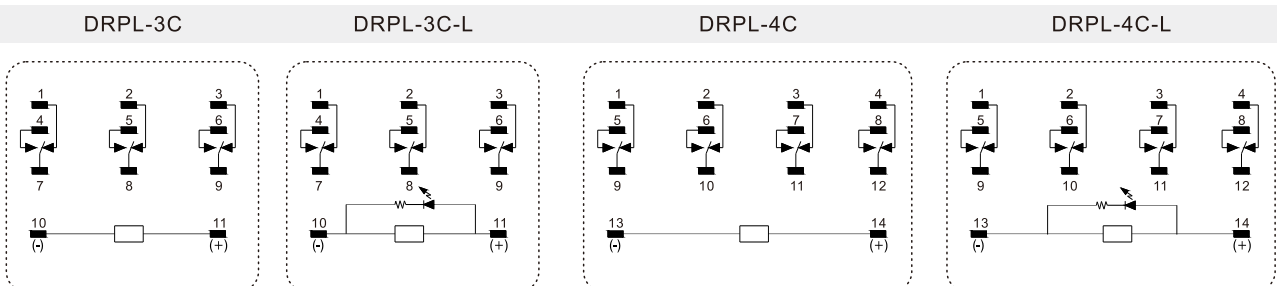 DRPL-3C DRPL-3C-L DRPL-4C DRPL-4C-L
1 2 3 1 2 3 1 2 3 4 1 2 3 4
4 5 6 4 5 6 5 6 7 8 5 6 7 8
7 8 9 7 8 9 9 10 11 12 9 10 11 12
10 11 10 11 13 14 13 14
(-) (+) (-) (+) (-) (+) (-) (+)